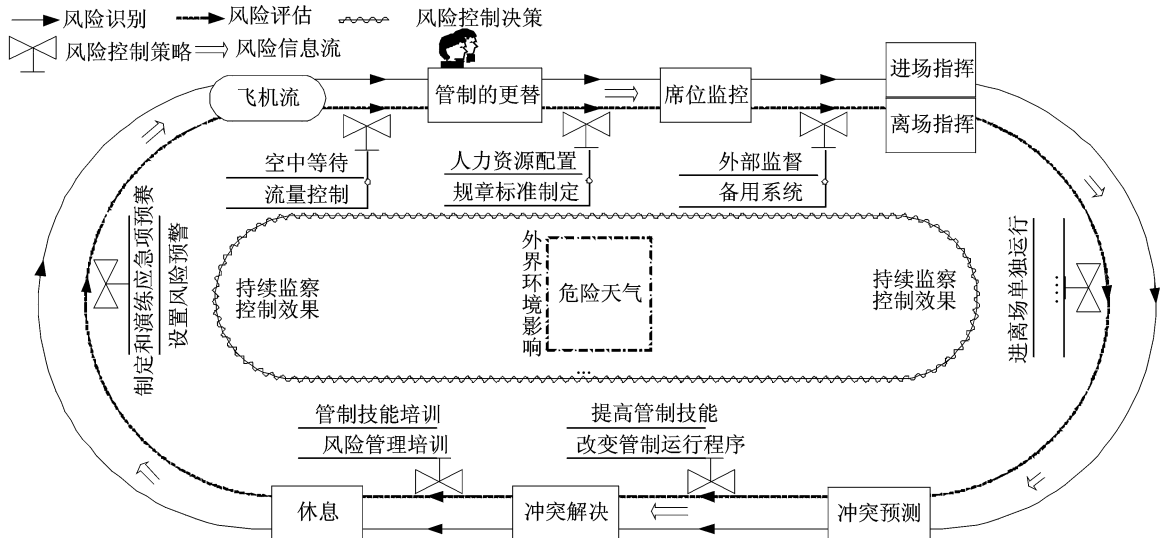 风险识别
风险评估
风险控制决策
风险控制策略
风险信息流
飞机流
管制的更替
席位监控
进场指挥
离场指挥
空中等待
流量控制
人力资源配置
规章标准制定
外部监督
备用系统
制定和演练应急项预赛
设置风险预警
持续监察
控制效果
外界环境影响
危险天气
持续监察
控制效果
进离场单独运行
…
…
管制技能培训
风险管理培训
提高管制技能
改变管制运行程序
休息
冲突解决
冲突预测